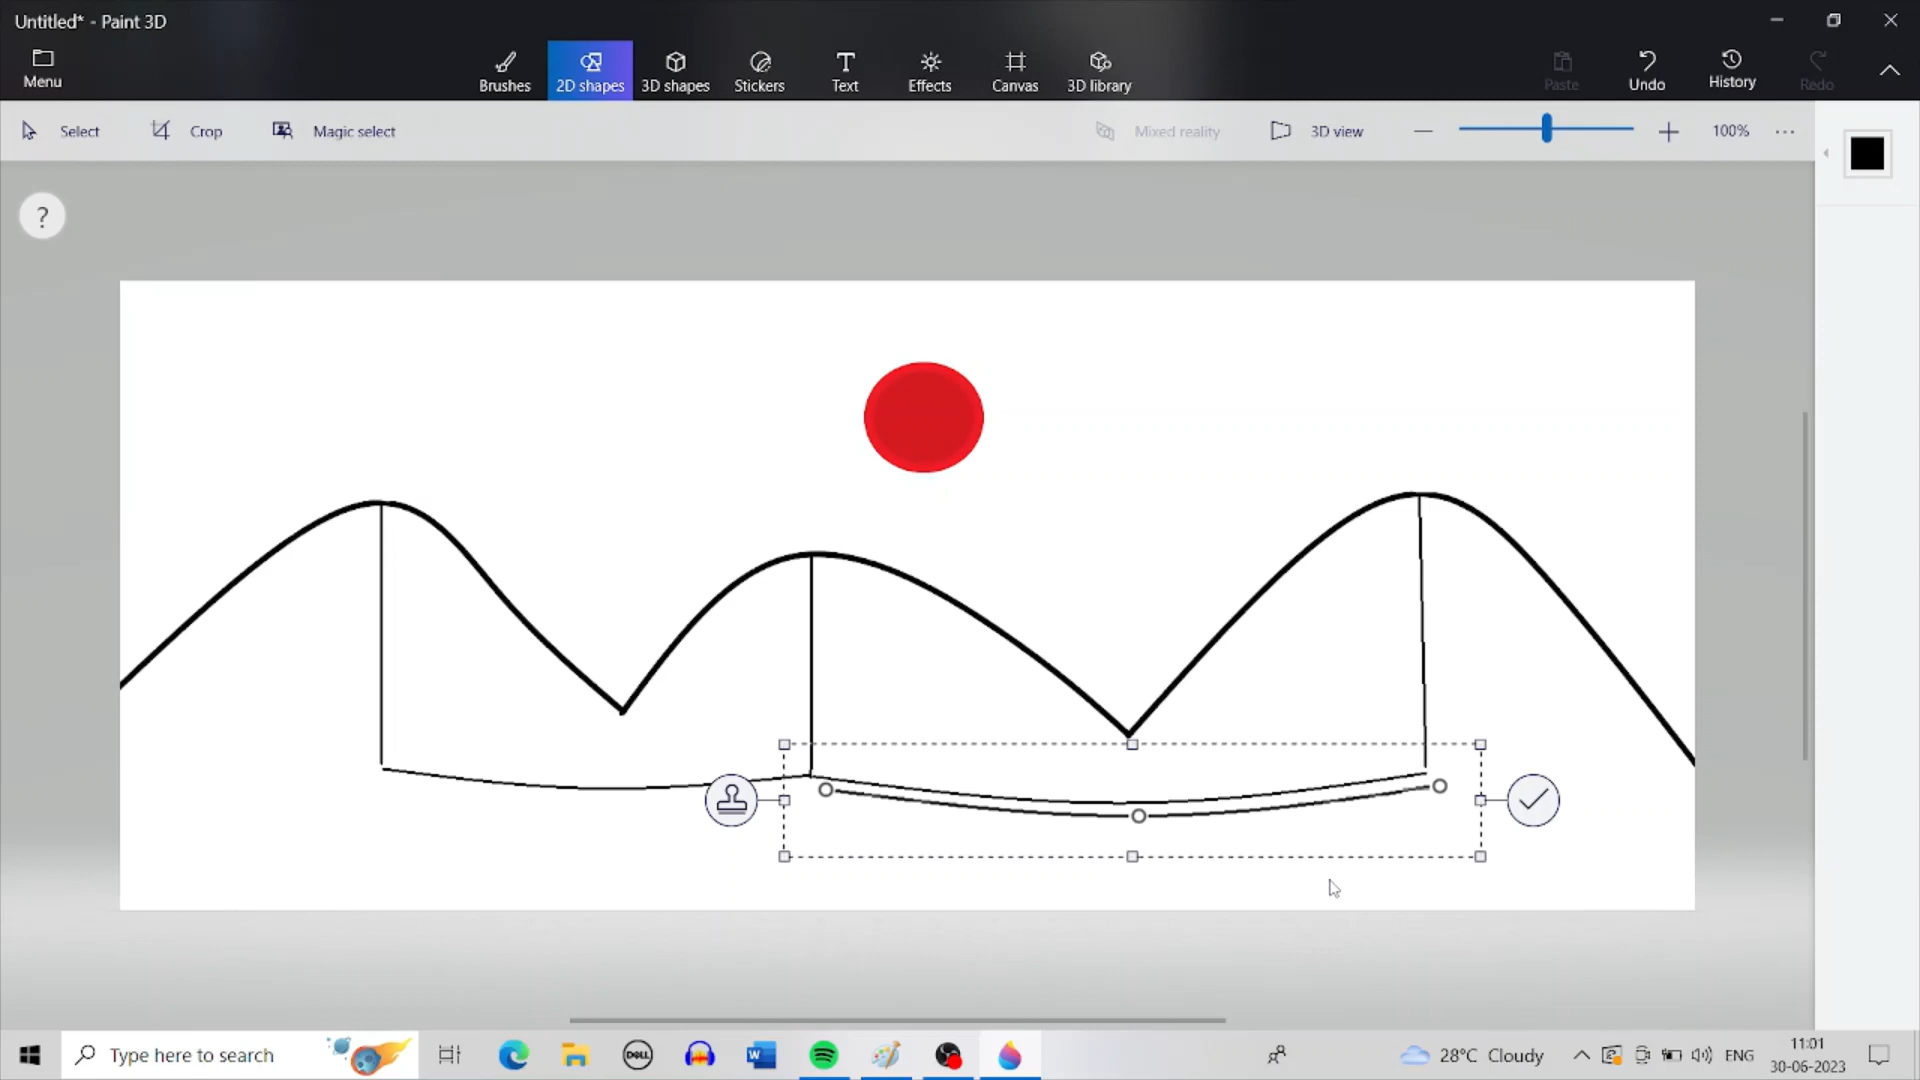 Untitled* - Paint 3D
Menu
Brushes
2D shapes
3D shapes
Stickers
Text
Effects
Canvas
3D library
Paste
Undo
History
Redo
Select
Crop
Magic select
Mixed reality
3D view
100%
?
Type here to search
DELL
W
28°C Cloudy
ENG
11:01
30-06-2023